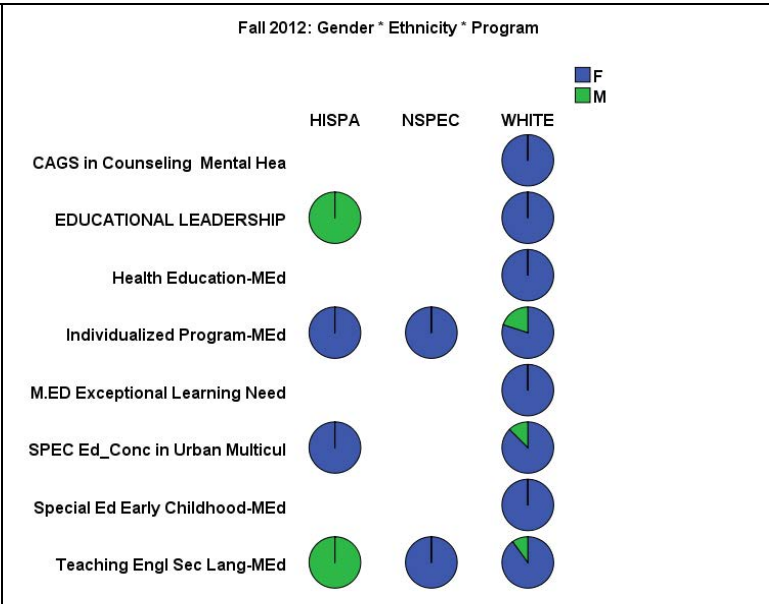 Fall 2012: Gender * Ethnicity * Program
F
M
HISPA NSPEC WHITE
CAGS in Counseling Mental Hea
EDUCATIONAL LEADERSHIP
Health Education-MEd
Individualized Program-MEd
M.ED Exceptional Learning Need
SPEC Ed_Conc in Urban Multicul
Special Ed Early Childhood-MEd
Teaching Engl Sec Lang-MEd